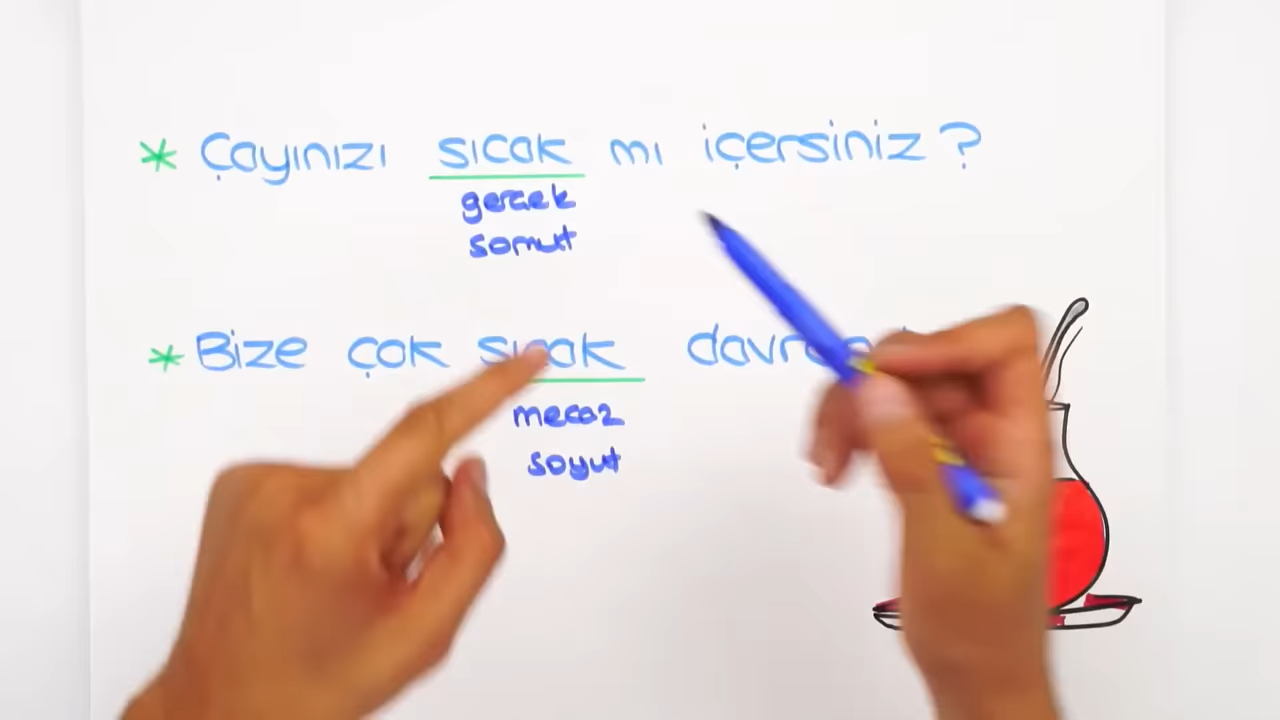 * Çayınızı sıcak mı içersiniz?
gerçek
somut
* Bize çok sıcak
mecaz
soyut